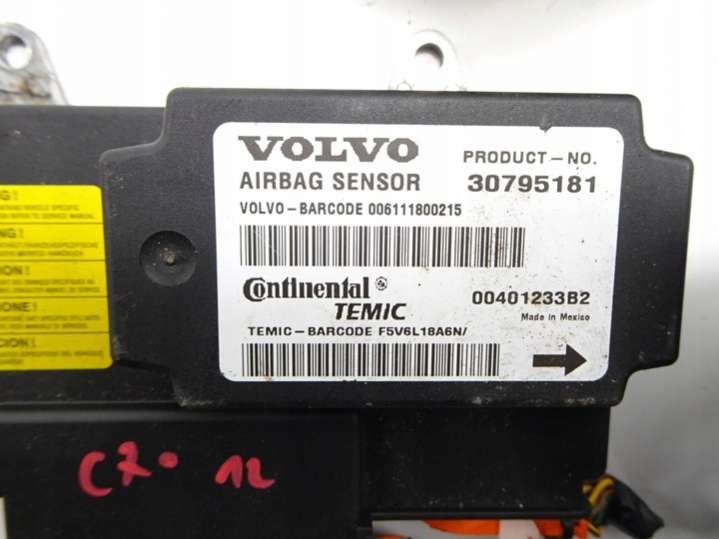 VOLVO
PRODUCT-NO.
AIRBAG SENSOR
30795181
VOLVO-BARCODE 006111800215
Continental ®
TEMIC
00401233B2
Made in Mexico
TEMIC-BARCODE F5V6L18A6N/
C70 12